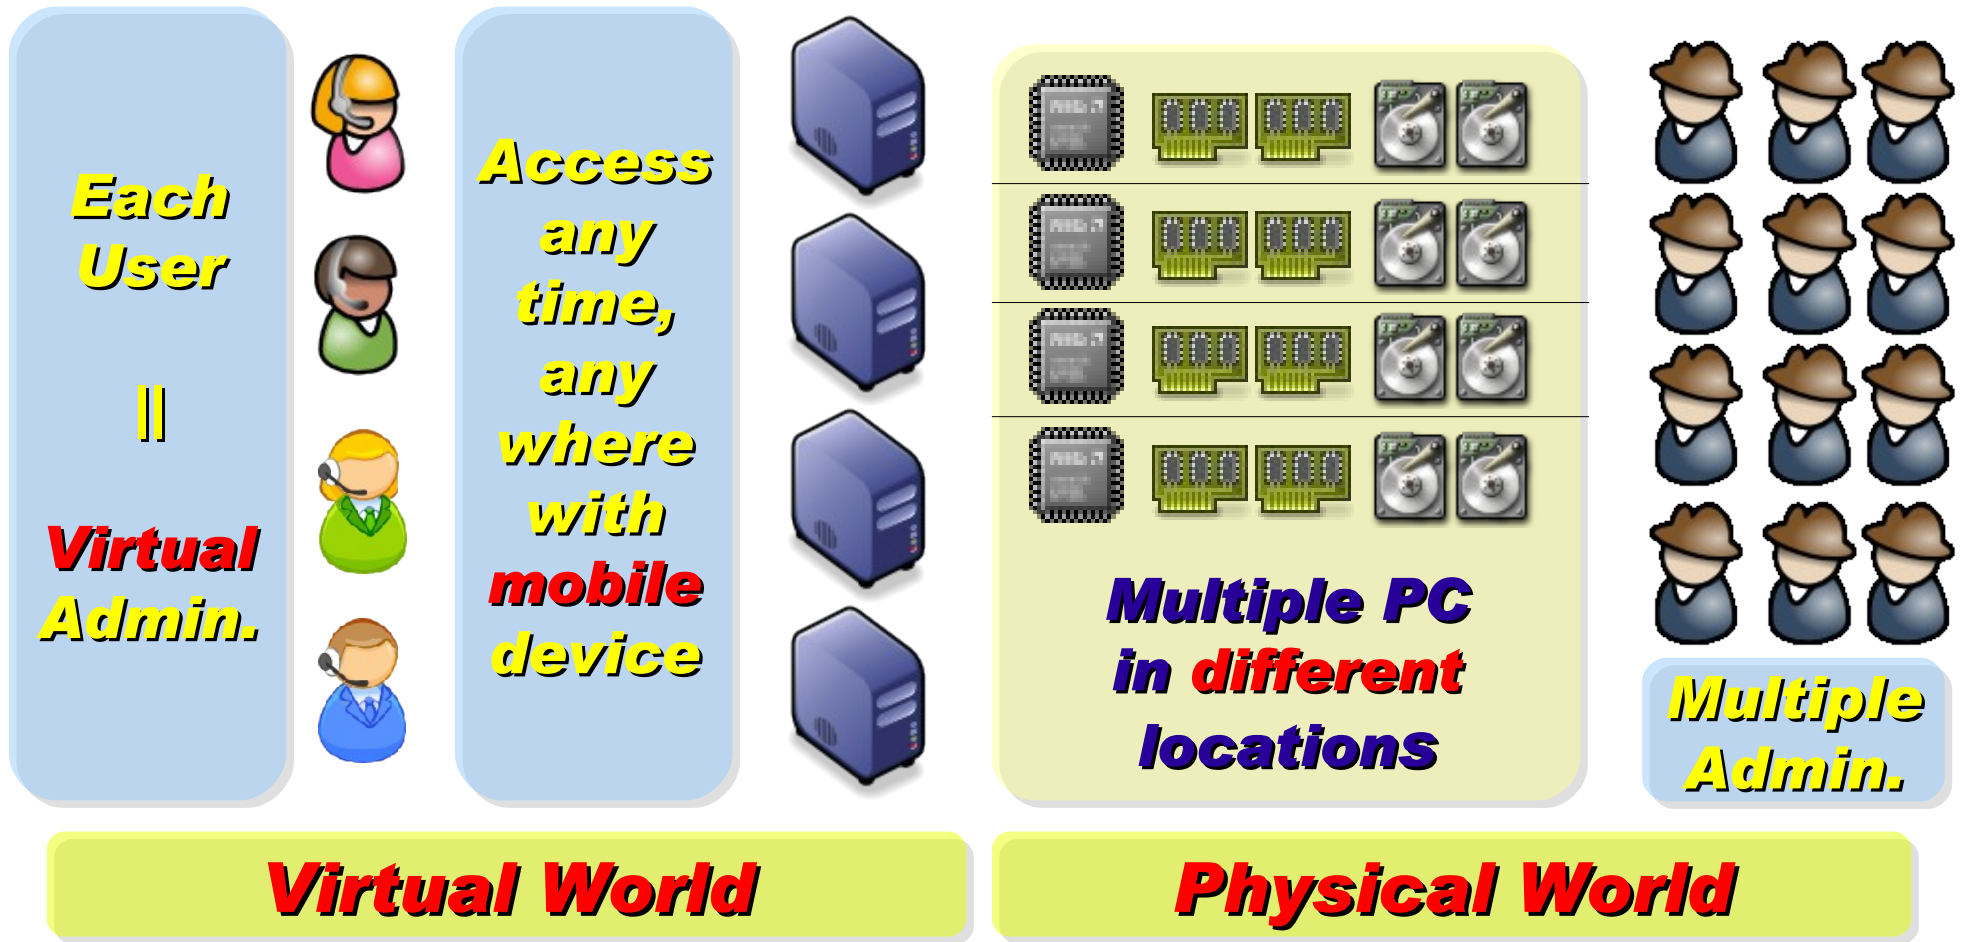 Each
User
||
Virtual
Admin.
Access
any
time,
any
where
with
mobile
device
Multiple PC
in different
locations
Multiple
Admin.
Virtual World
Physical World